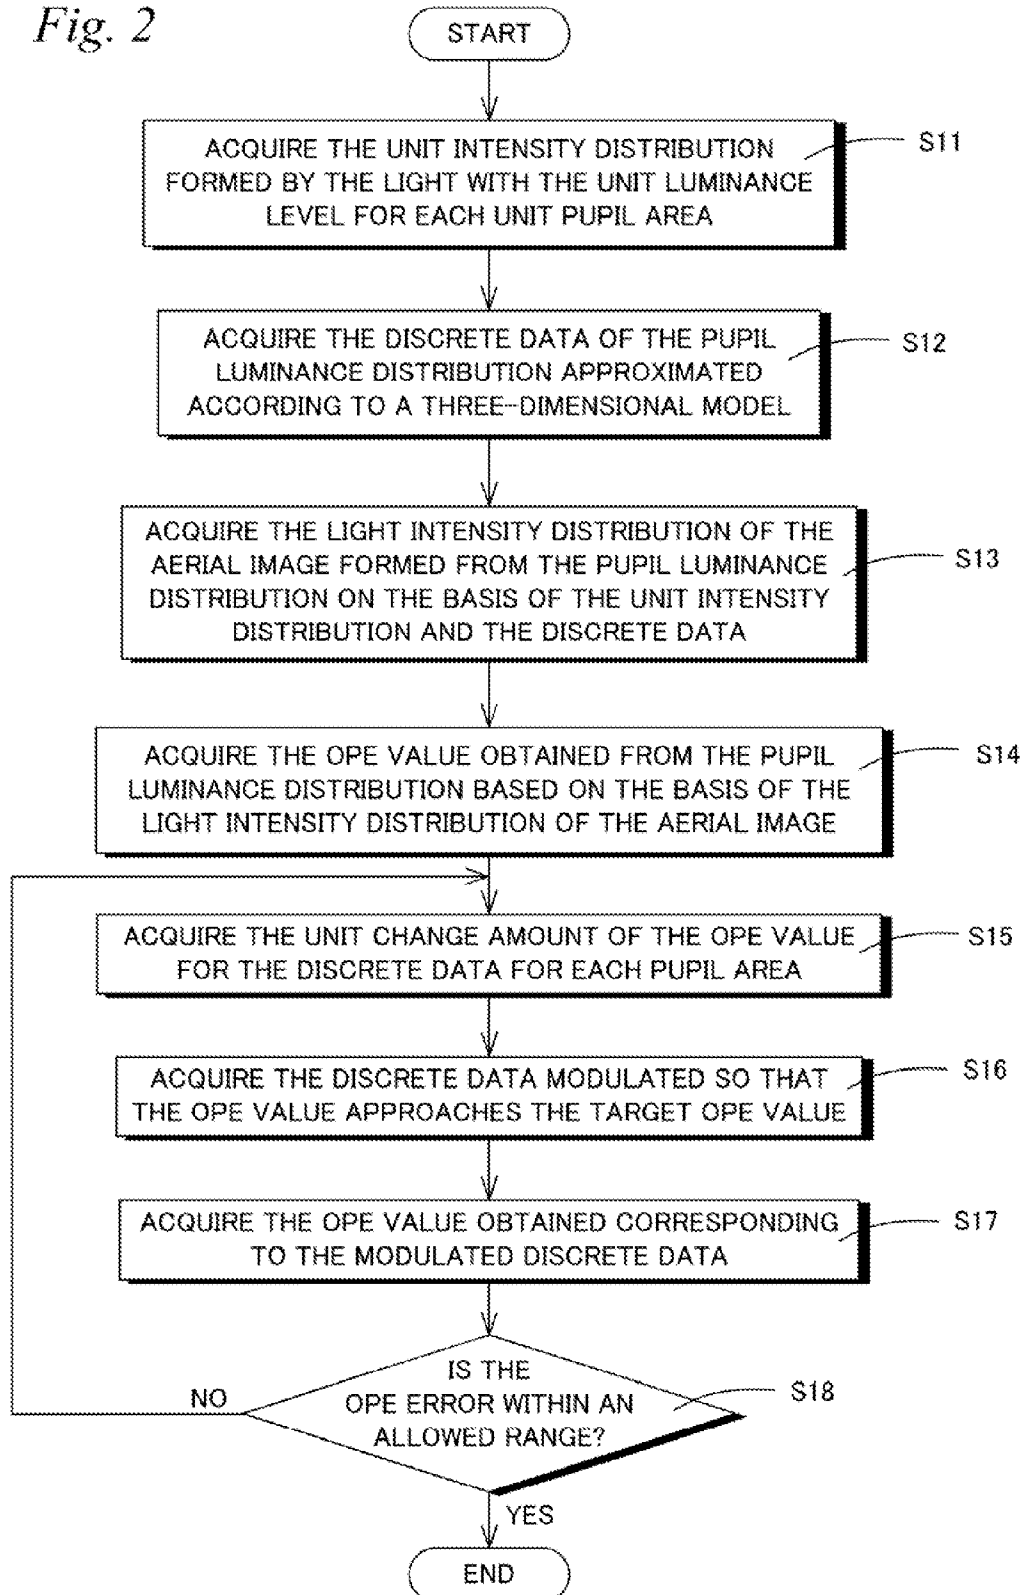 Fig. 2
START
ACQUIRE THE UNIT INTENSITY DISTRIBUTION
FORMED BY THE LIGHT WITH THE UNIT LUMINANCE
LEVEL FOR EACH UNIT PUPIL AREA
S11
ACQUIRE THE DISCRETE DATA OF THE PUPIL
LUMINANCE DISTRIBUTION APPROXIMATED
ACCORDING TO A THREE-DIMENSIONAL MODEL
S12
ACQUIRE THE LIGHT INTENSITY DISTRIBUTION OF THE
AERIAL IMAGE FORMED FROM THE PUPIL LUMINANCE
DISTRIBUTION ON THE BASIS OF THE UNIT INTENSITY
DISTRIBUTION AND THE DISCRETE DATA
S13
ACQUIRE THE OPE VALUE OBTAINED FROM THE PUPIL
LUMINANCE DISTRIBUTION BASED ON THE BASIS OF THE
LIGHT INTENSITY DISTRIBUTION OF THE AERIAL IMAGE
S14
ACQUIRE THE UNIT CHANGE AMOUNT OF THE OPE VALUE
FOR THE DISCRETE DATA FOR EACH PUPIL AREA
S15
ACQUIRE THE DISCRETE DATA MODULATED SO THAT
THE OPE VALUE APPROACHES THE TARGET OPE VALUE
S16
ACQUIRE THE OPE VALUE OBTAINED CORRESPONDING
TO THE MODULATED DISCRETE DATA
S17
IS THE
OPE ERROR WITHIN AN
ALLOWED RANGE?
S18
NO
YES
END